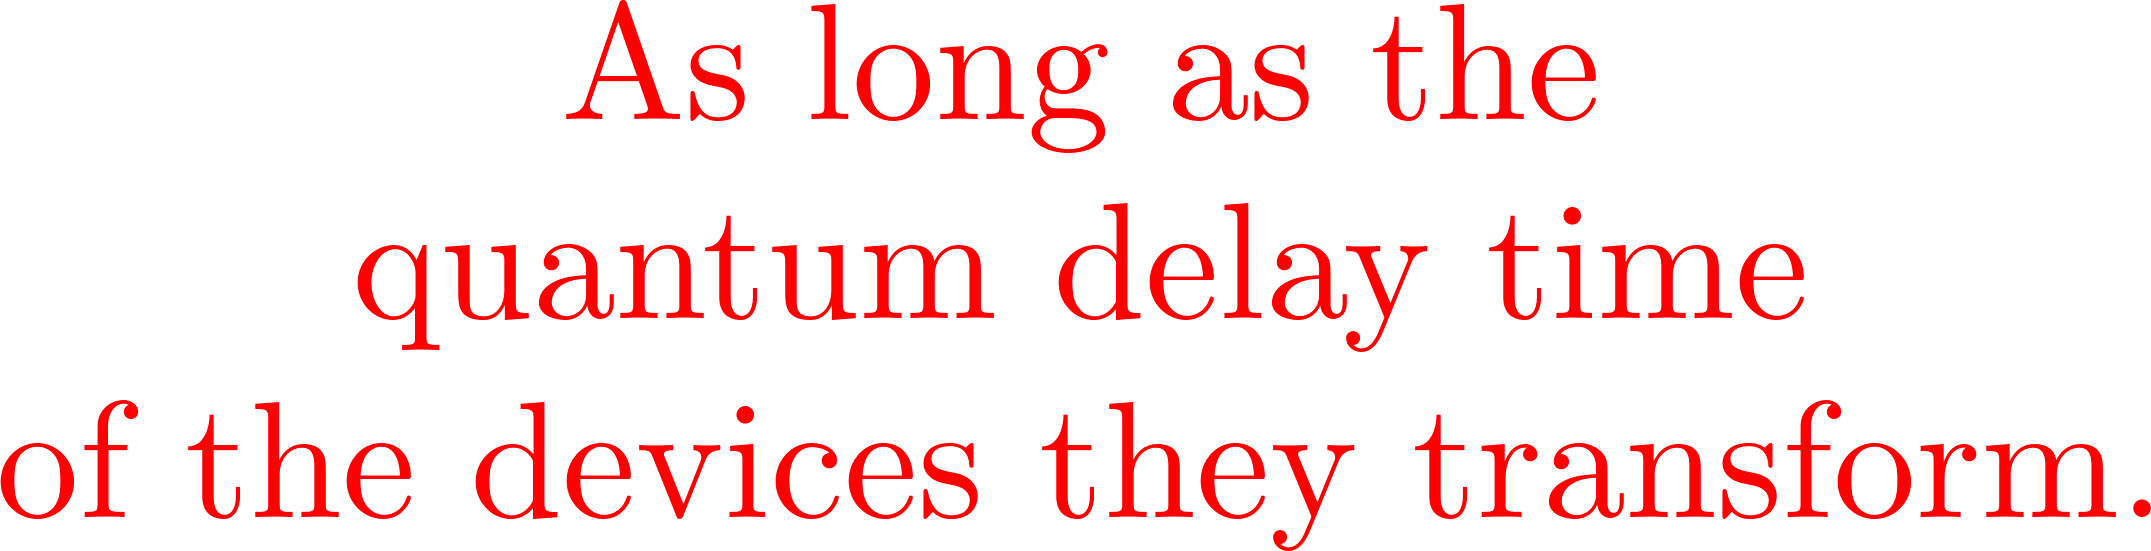 As long as the
quantum delay time
of the devices they transform.